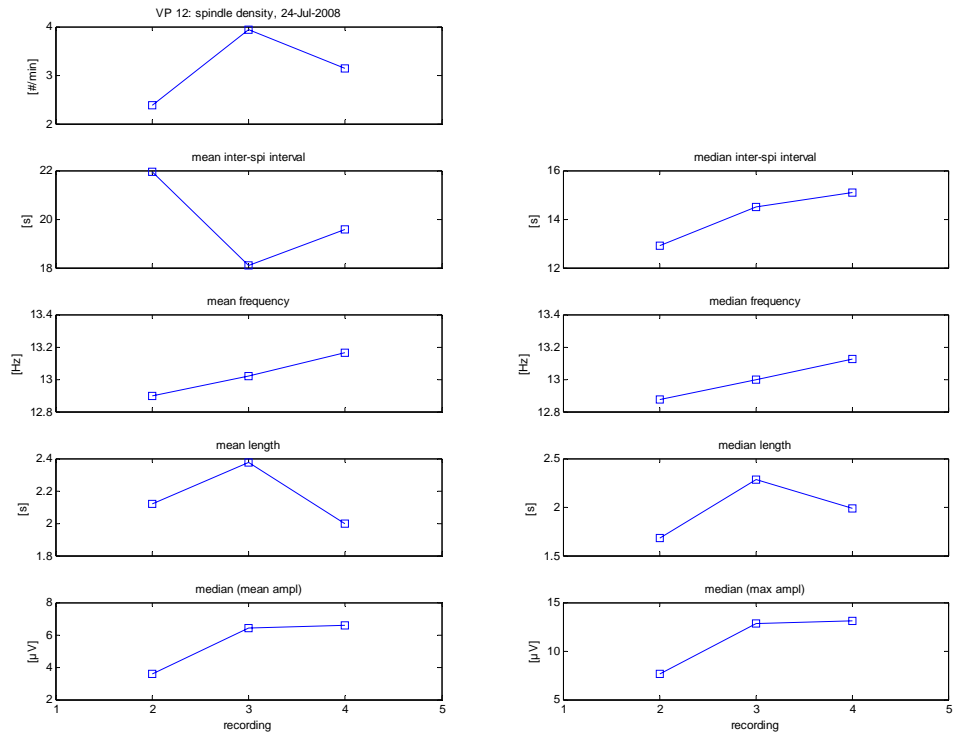 VP 12: spindle density, 24-Jul-2008
4
3
2
[#/min]
mean inter-spi interval
22
20
18
[s]
median inter-spi interval
16
14
12
[s]
mean frequency
13.4
13.2
13
12.8
[Hz]
median frequency
13.4
13.2
13
12.8
[Hz]
mean length
2.4
2.2
2
1.8
[s]
median length
2.5
2
1.5
[s]
median (mean ampl)
8
6
4
2
[µV]
1 2 3 4 5
recording
median (max ampl)
15
10
5
[µV]
1 2 3 4 5
recording